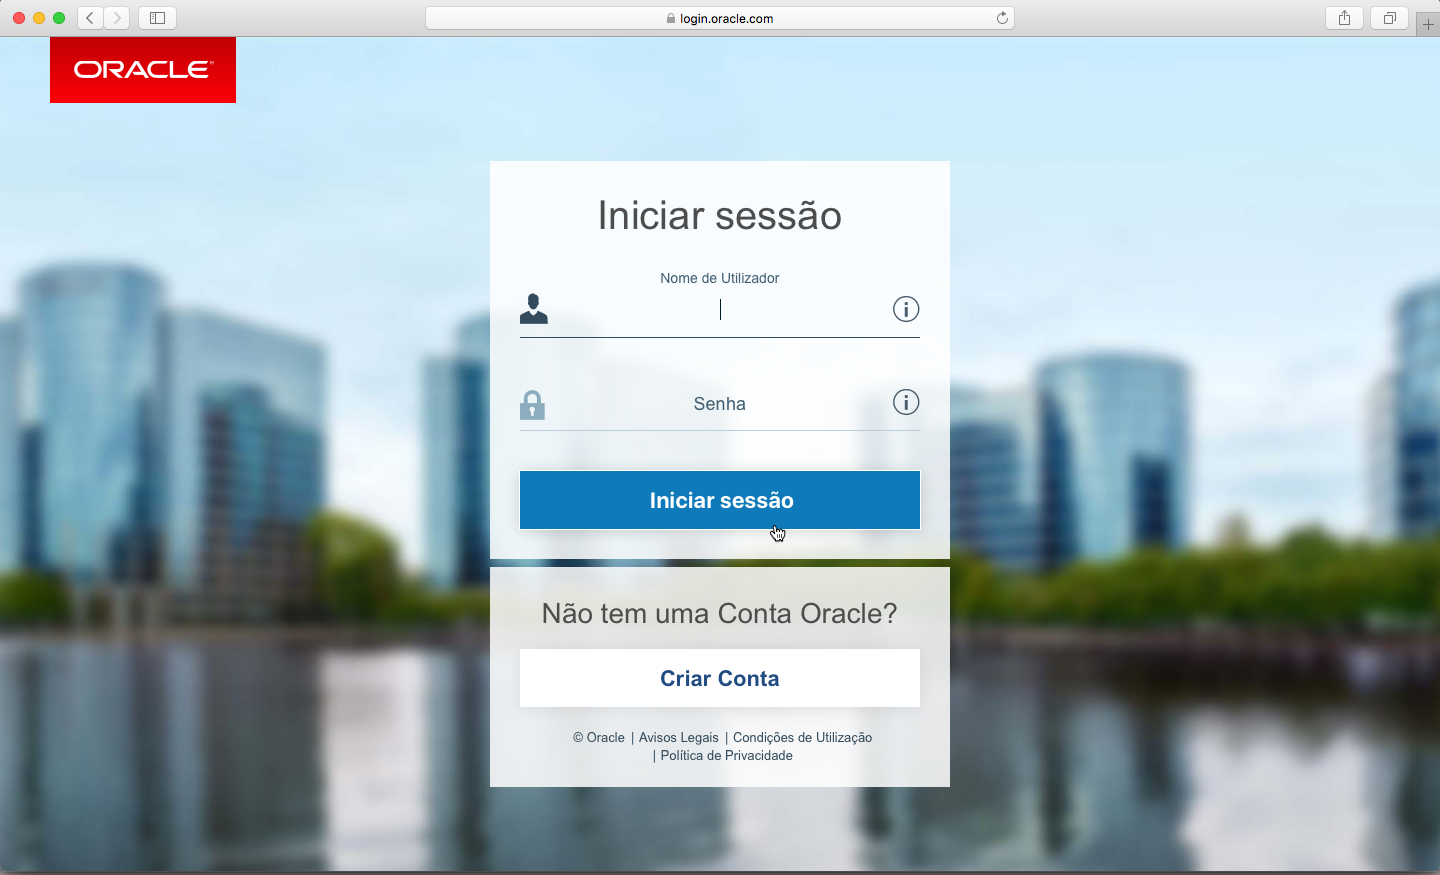 login.oracle.com
ORACLE
Iniciar sessão
Nome de Utilizador
Senha
Iniciar sessão
Não tem uma Conta Oracle?
Criar Conta
© Oracle | Avisos Legais | Condições de Utilização
| Política de Privacidade